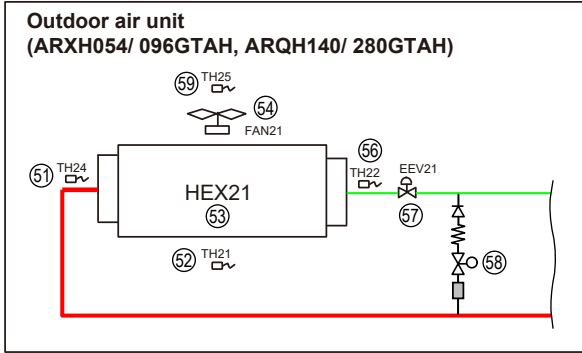 Outdoor air unit
(ARXH054/ 096GTAH, ARQH140/ 280GTAH)
59 TH25
54
FAN21
51 TH24
56
TH22
EEV21
HEX21
53
57
52 TH21
58